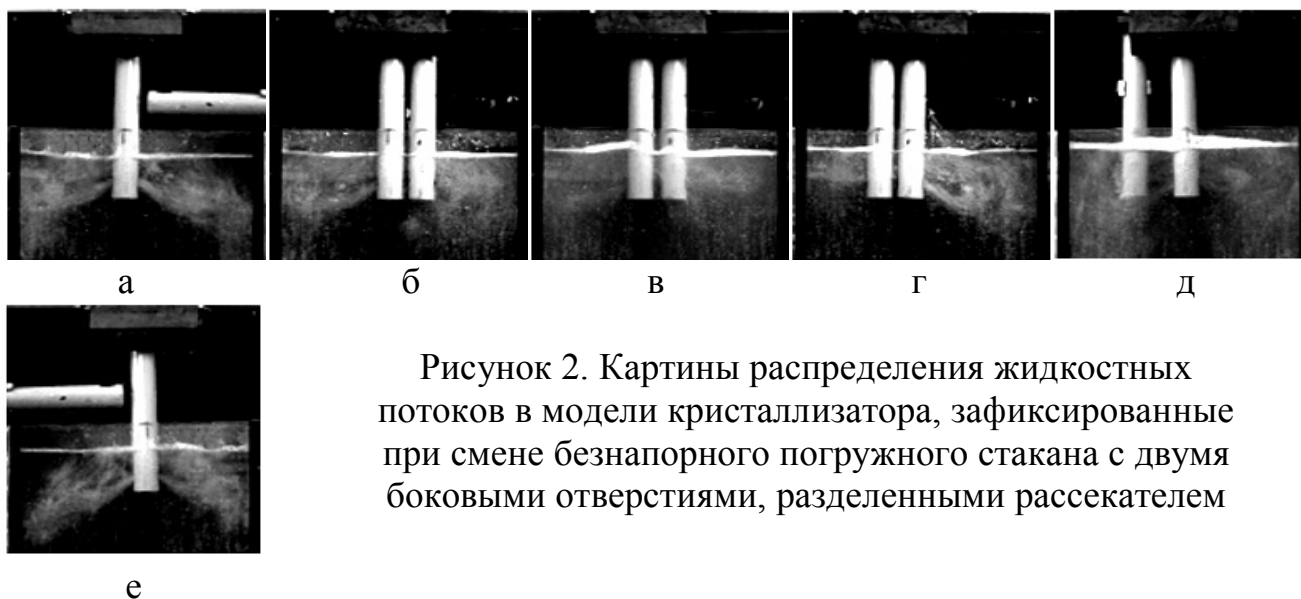 а б в г д
Рисунок 2. Картины распределения жидкостных
потоков в модели кристаллизатора, зафиксированные
при смене безнапорного погружного стакана с двумя
боковыми отверстиями, разделенными рассекателем
е